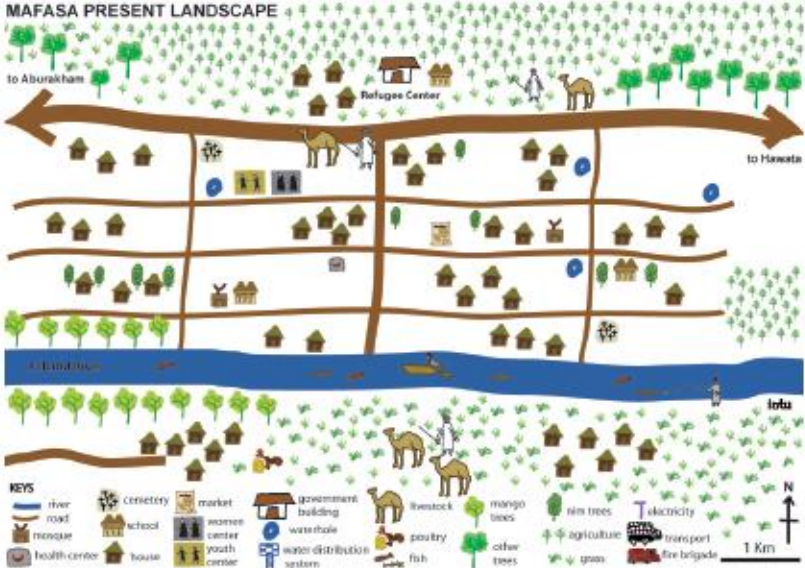 MAFASA PRESENT LANDSCAPE
to Aburakham
Refugee Center
to Hawata
KEYS
river
road
mosque
health center
cemetery
school
house
market
women
center
youth
center
government
building
waterhole
water distribution
system
livestock
poultry
fish
mango
trees
other
trees
nim trees
agriculture
grass
electricity
transport
fire brigade
N
1 Km